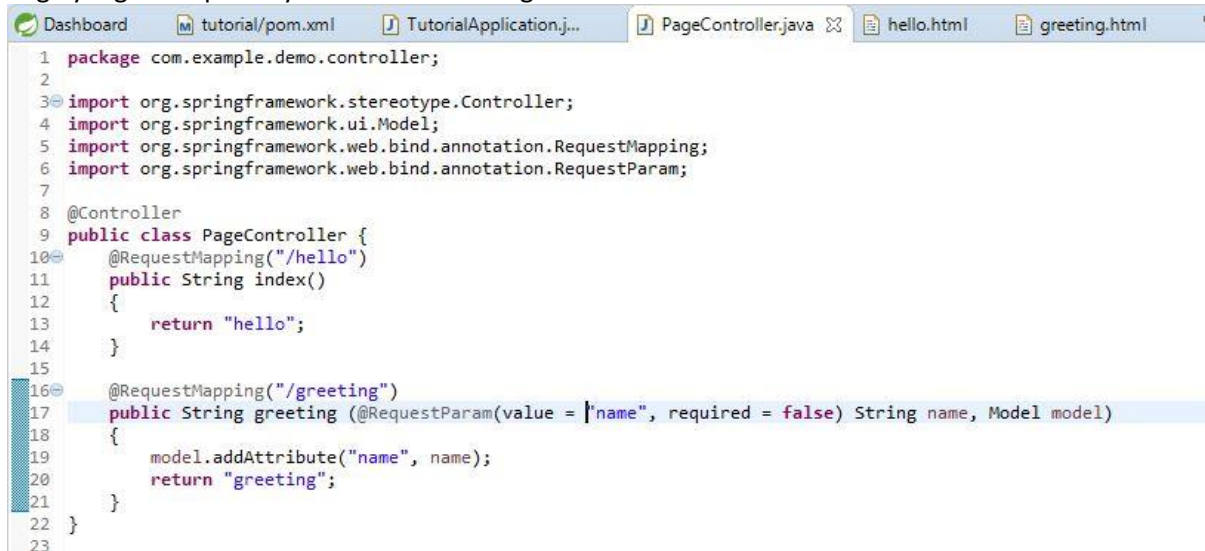 Dashboard tutorial/pom.xml TutorialApplication.j... PageController.java hello.html greeting.html
1 package com.example.demo.controller;
2
3 import org.springframework.stereotype.Controller;
4 import org.springframework.ui.Model;
5 import org.springframework.web.bind.annotation.RequestMapping;
6 import org.springframework.web.bind.annotation.RequestParam;
7
8 @Controller
9 public class PageController {
10 @RequestMapping("/hello")
11 public String index()
12 {
13 return "hello";
14 }
15
16 @RequestMapping("/greeting")
17 public String greeting (@RequestParam(value = "name", required = false) String name, Model model)
18 {
19 model.addAttribute("name", name);
20 return "greeting";
21 }
22 }
23